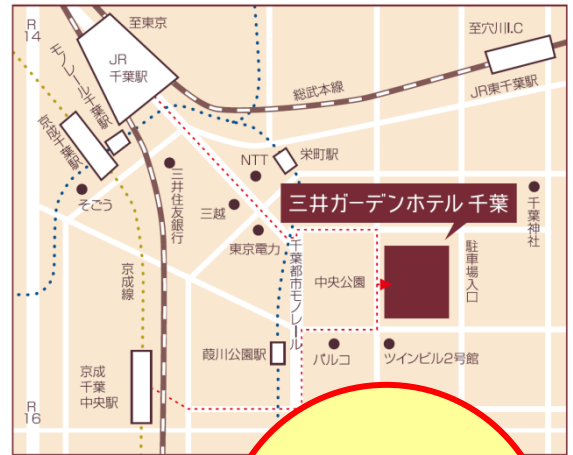 R
14
至東京
至穴川I.C
JR
千葉駅
モノレール千葉駅
総武本線
JR東千葉駅
京成千葉駅
栄町駅
NTT
三井住友銀行
そごう
三越
東京電力
三井ガーデンホテル 千葉
千葉神社
千葉都市モノレール
中央公園
駐車場入口
京成線
葭川公園駅
パルコ
ツインビル2号館
京成
千葉
中央駅
R
16